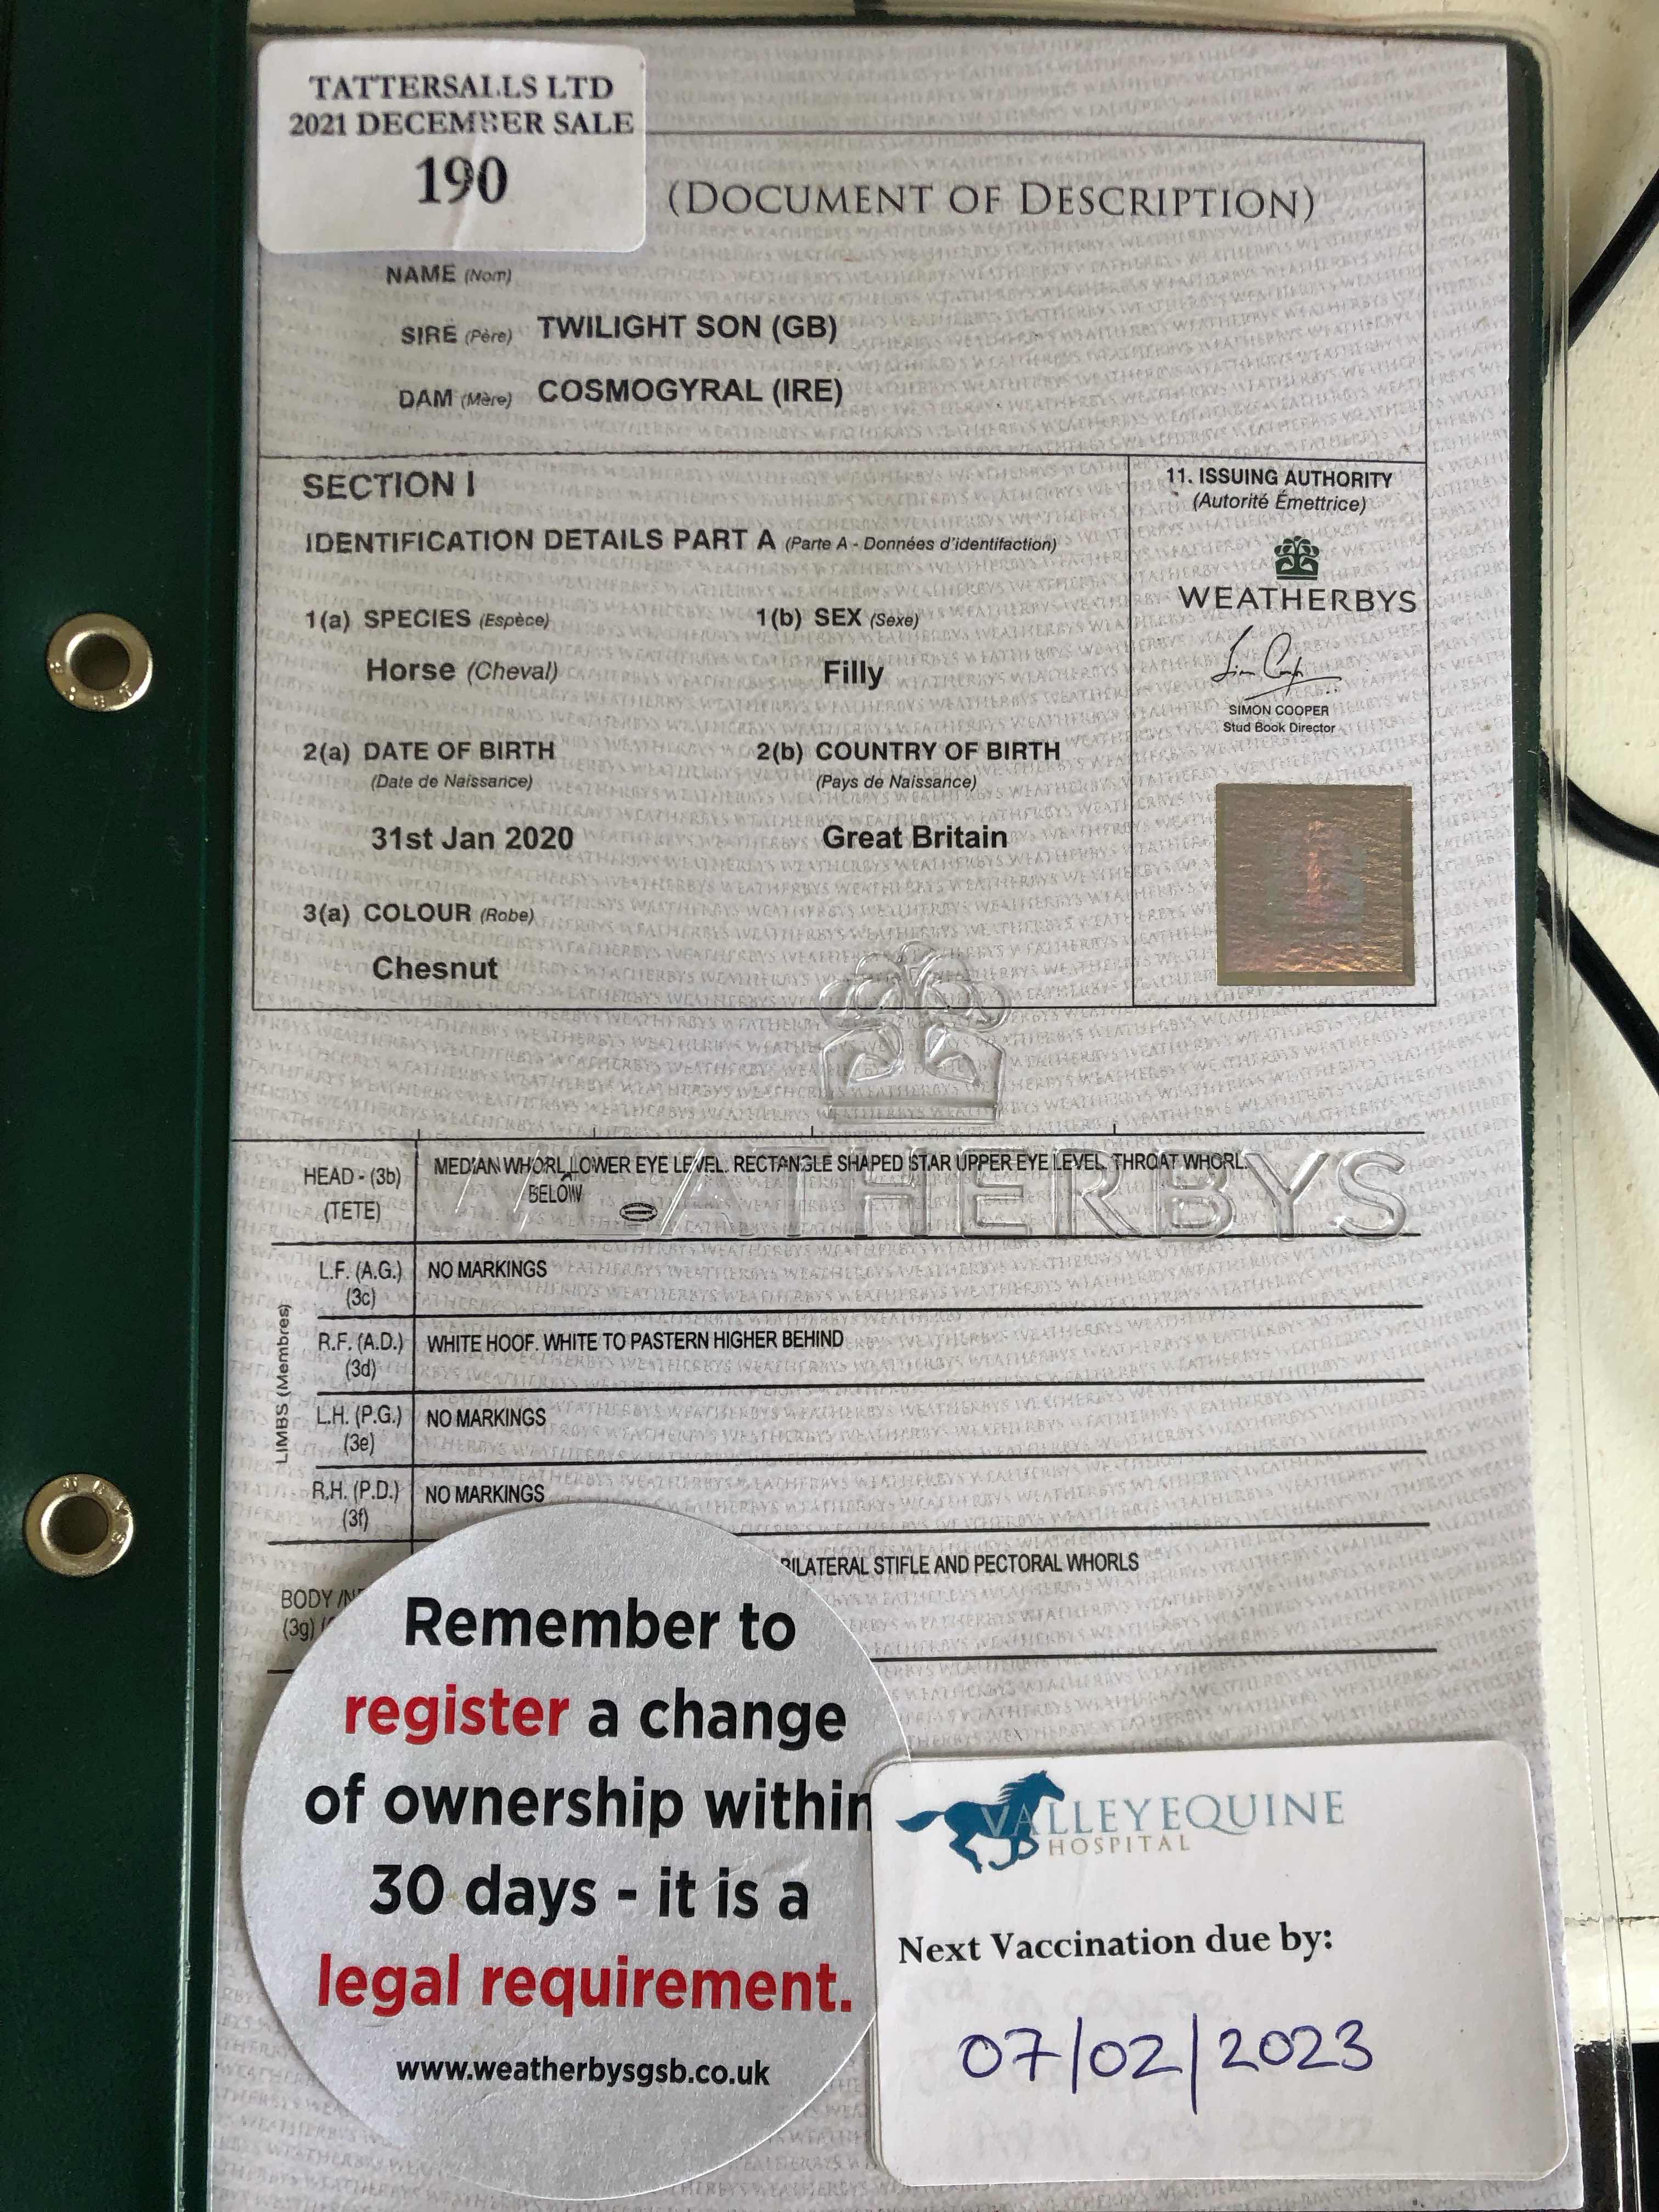 TATTERSALLS LTD
2021 DECEMBER SALE
190
(DOCUMENT OF DESCRIPTION)
NAME (Nom)
SIRE (Père) TWILIGHT SON (GB)
DAM (Mère) COSMOGYRAL (IRE)
SECTION I
IDENTIFICATION DETAILS PART A (Parte A - Données d'identifaction)
1(a) SPECIES (Espèce) 1(b) SEX (Sexe)
Horse (Cheval) Filly
2(a) DATE OF BIRTH 2(b) COUNTRY OF BIRTH
(Date de Naissance) (Pays de Naissance)
31st Jan 2020 Great Britain
3(a) COLOUR (Robe)
Chesnut
11. ISSUING AUTHORITY
(Autorité Émettrice)
WEATHERBYS
SIMON COOPER
Stud Book Director
WEATHERBYS
HEAD - (3b) MEDIAN WHORL LOWER EYE LEVEL. RECTANGLE SHAPED STAR UPPER EYE LEVEL. THROAT WHORL.
(TETE) BELOW
LIMBS (Membres)
L.F. (A.G.) NO MARKINGS
(3c)
R.F. (A.D.) WHITE HOOF. WHITE TO PASTERN HIGHER BEHIND
(3d)
L.H. (P.G.) NO MARKINGS
(3e)
R.H. (P.D.) NO MARKINGS
(3f)
BILATERAL STIFLE AND PECTORAL WHORLS
BODY
(3g)
Remember to
register a change
of ownership within
30 days - it is a
legal requirement.
www.weatherbysgsb.co.uk
VALLEY EQUINE
HOSPITAL
Next Vaccination due by:
07/02/2023